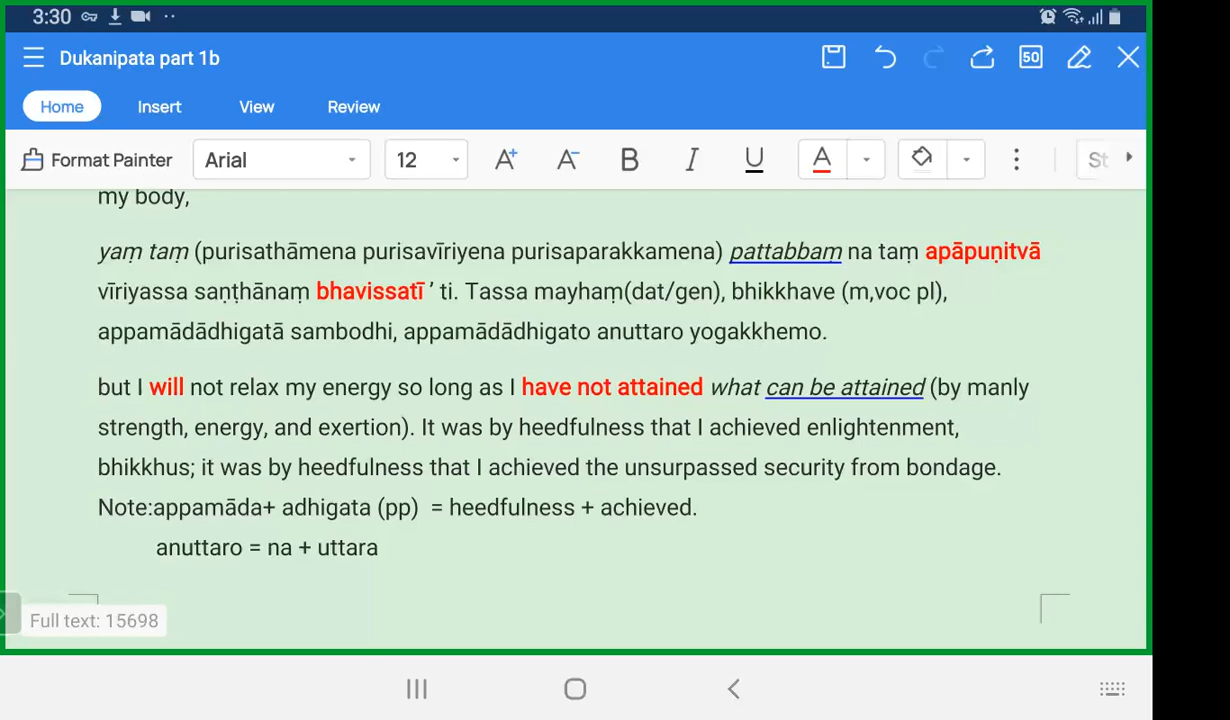 3:30
Dukanipata part 1b
50
Home Insert View Review
Format Painter Arial 12 A+ A- B I U A St
my body,
yaṃ taṃ (purisathāmena purisavīriyena purisaparakkamena) pattabbaṃ na taṃ apāpuṇitvā
vīriyassa saṇṭhānaṃ bhavissatī ’ ti. Tassa mayhaṃ(dat/gen), bhikkhave (m,voc pl),
appamādādhigatā sambodhi, appamādādhigato anuttaro yogakkhemo.
but I will not relax my energy so long as I have not attained what can be attained (by manly
strength, energy, and exertion). It was by heedfulness that I achieved enlightenment,
bhikkhus; it was by heedfulness that I achieved the unsurpassed security from bondage.
Note:appamāda+ adhigata (pp) = heedfulness + achieved.
anuttaro = na + uttara
Full text: 15698